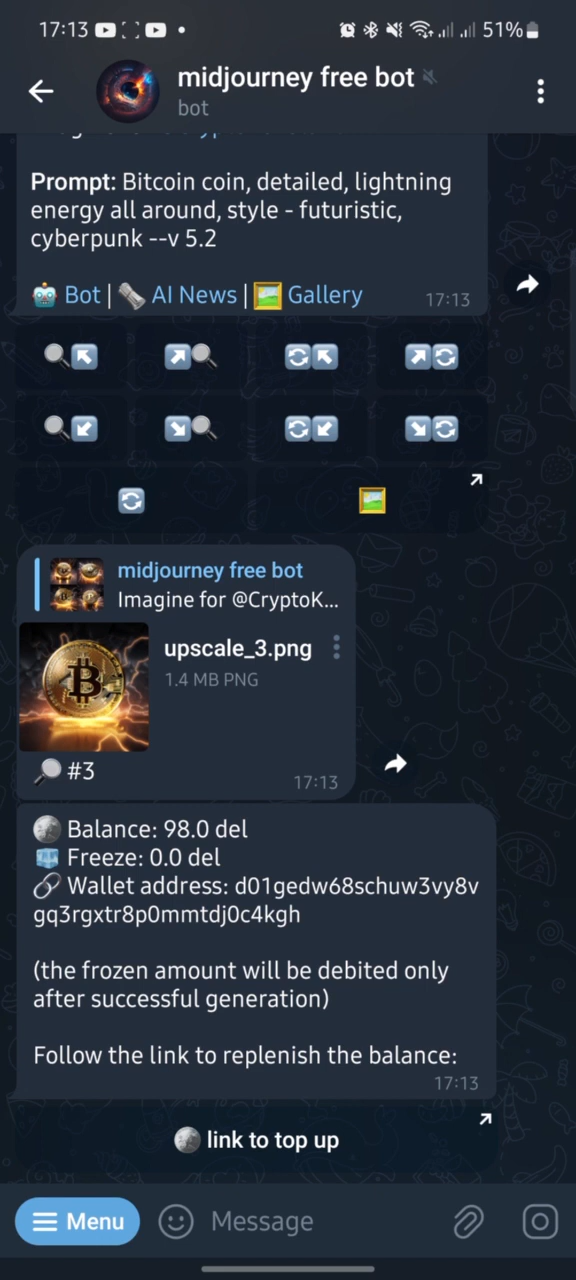 17:13
51%
midjourney free bot
bot
Prompt: Bitcoin coin, detailed, lightning
energy all around, style - futuristic,
cyberpunk --v 5.2
Bot | AI News | Gallery
17:13
midjourney free bot
Imagine for @CryptoK...
upscale_3.png
1.4 MB PNG
#3
17:13
Balance: 98.0 del
Freeze: 0.0 del
Wallet address: d01gedw68schuw3vy8v
gq3rgxtr8p0mmtdj0c4kgh
(the frozen amount will be debited only
after successful generation)
Follow the link to replenish the balance:
17:13
link to top up
Menu
Message